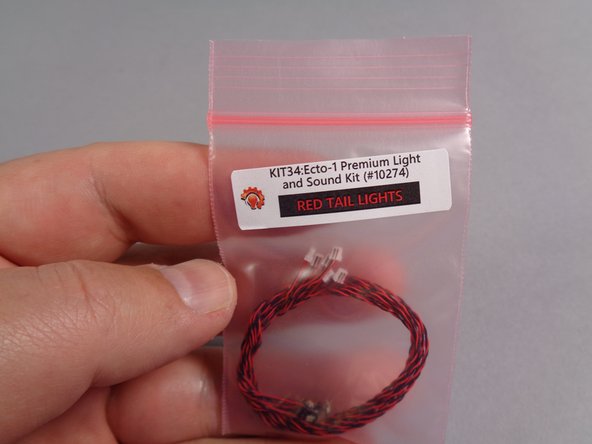 KIT34:Ecto-1 Premium Light
and Sound Kit (#10274)
RED TAIL LIGHTS